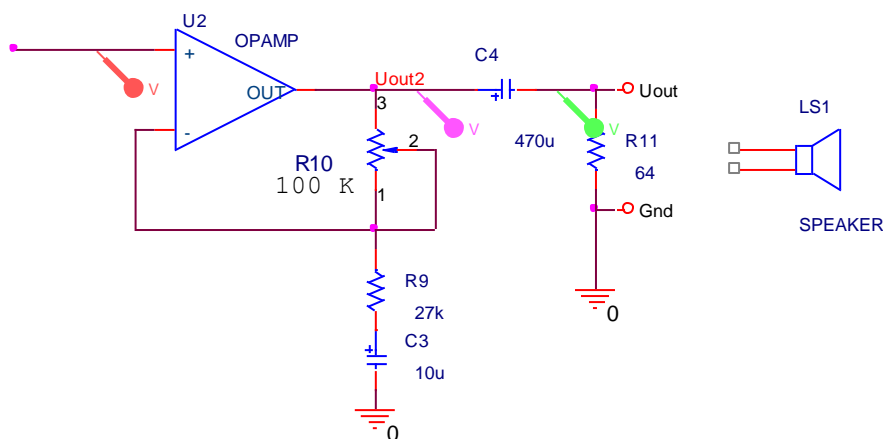 U2
OPAMP
+
OUT
-
V
Uout2
3
C4
+
V
470u
V
Uout
R11
64
LS1
SPEAKER
R10
100 K
2
1
Gnd
0
R9
27k
C3
+
10u
0